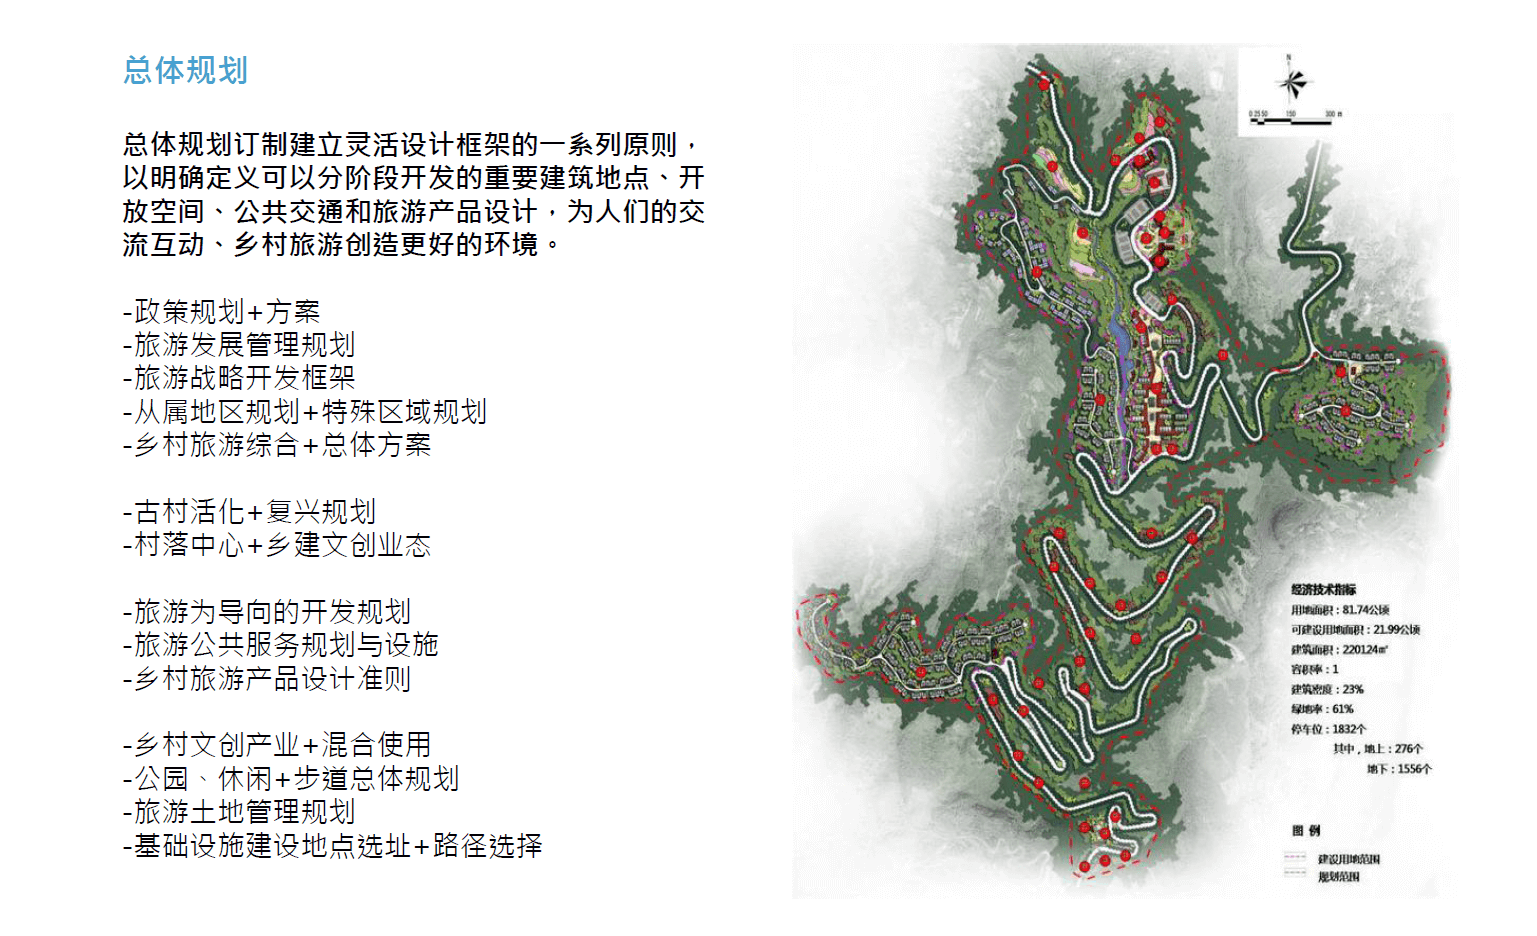 总体规划
总体规划订制建立灵活设计框架的一系列原则，
以明确定义可以分阶段开发的重要建筑地点、开
放空间、公共交通和旅游产品设计，为人们的交
流互动、乡村旅游创造更好的环境。
-政策规划+方案
-旅游发展管理规划
-旅游战略开发框架
-从属地区规划+特殊区域规划
-乡村旅游综合+总体方案
-古村活化+复兴规划
-村落中心+乡建文创业态
-旅游为导向的开发规划
-旅游公共服务规划与设施
-乡村旅游产品设计准则
-乡村文创产业+混合使用
-公园、休闲+步道总体规划
-旅游土地管理规划
-基础设施建设地点选址+路径选择
N
0 25 50 150 300 m
经济技术指标
用地面积：81.74公顷
可建设用地面积：21.99公顷
建筑面积：220124㎡
容积率：1
建筑密度：23%
绿地率：61%
停车位：1832个
其中，地上：276个
地下：1556个
图 例
建设用地范围
规划范围